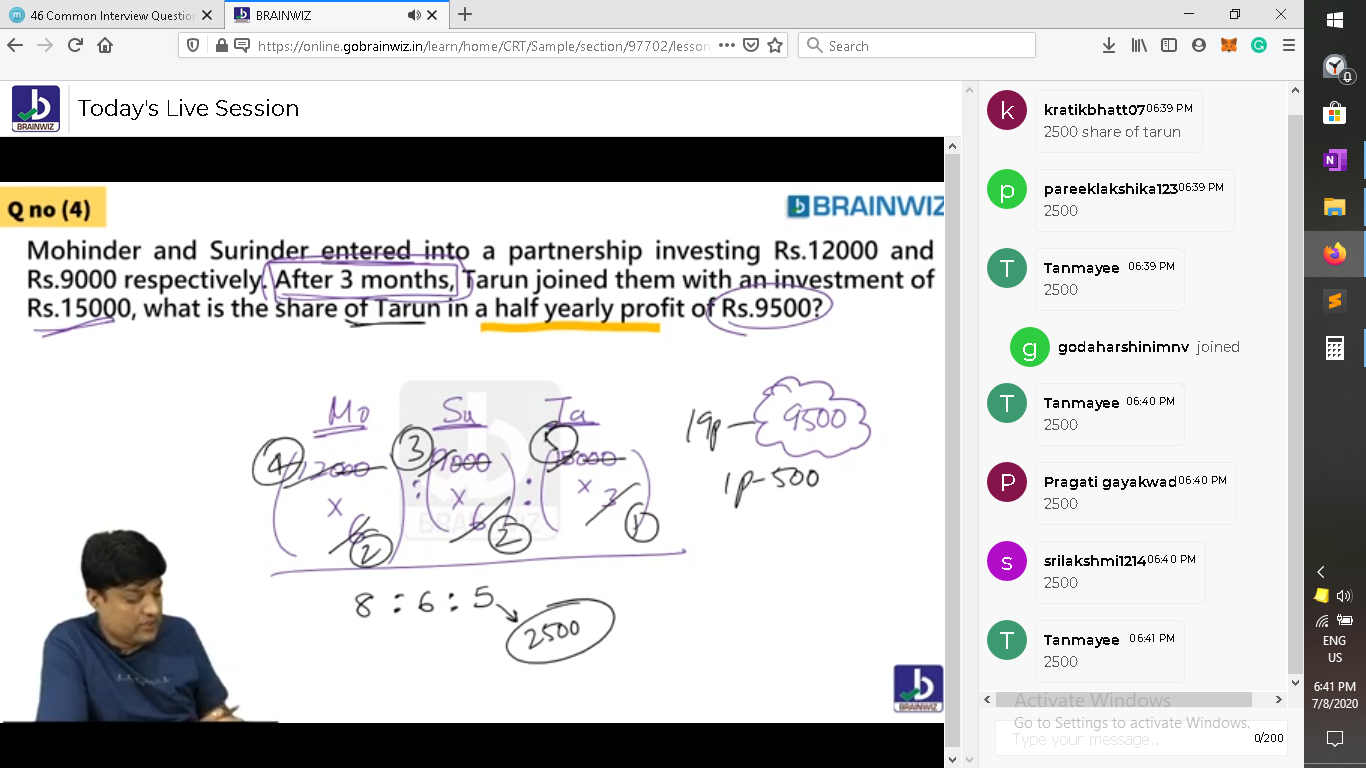 46 Common Interview Question
BRAINWIZ
https://online.gobrainwiz.in/learn/home/CRT/Sample/section/97702/lesson
Search
BRAINWIZ
Today's Live Session
Q no (4)
BRAINWIZ
Mohinder and Surinder entered into a partnership investing Rs.12000 and
Rs.9000 respectively. After 3 months, Tarun joined them with an investment of
Rs.15000, what is the share of Tarun in a half yearly profit of Rs.9500?
Mo Su Ta
19p — 9500
4 3 5
12000 : 9000 : 15000
1p - 500
× × × 3
6 6
2 2 1
8 : 6 : 5
2500
BRAINWIZ
k
kratikbhatt07 06:39 PM
2500 share of tarun
p
pareeklakshika123 06:39 PM
2500
T
Tanmayee 06:39 PM
2500
g
godaharshinimnv joined
T
Tanmayee 06:40 PM
2500
P
Pragati gayakwad 06:40 PM
2500
s
srilakshmi1214 06:40 PM
2500
T
Tanmayee 06:41 PM
2500
Activate Windows
Go to Settings to activate Windows.
Type your message...
0/200
ENG
US
6:41 PM
7/8/2020